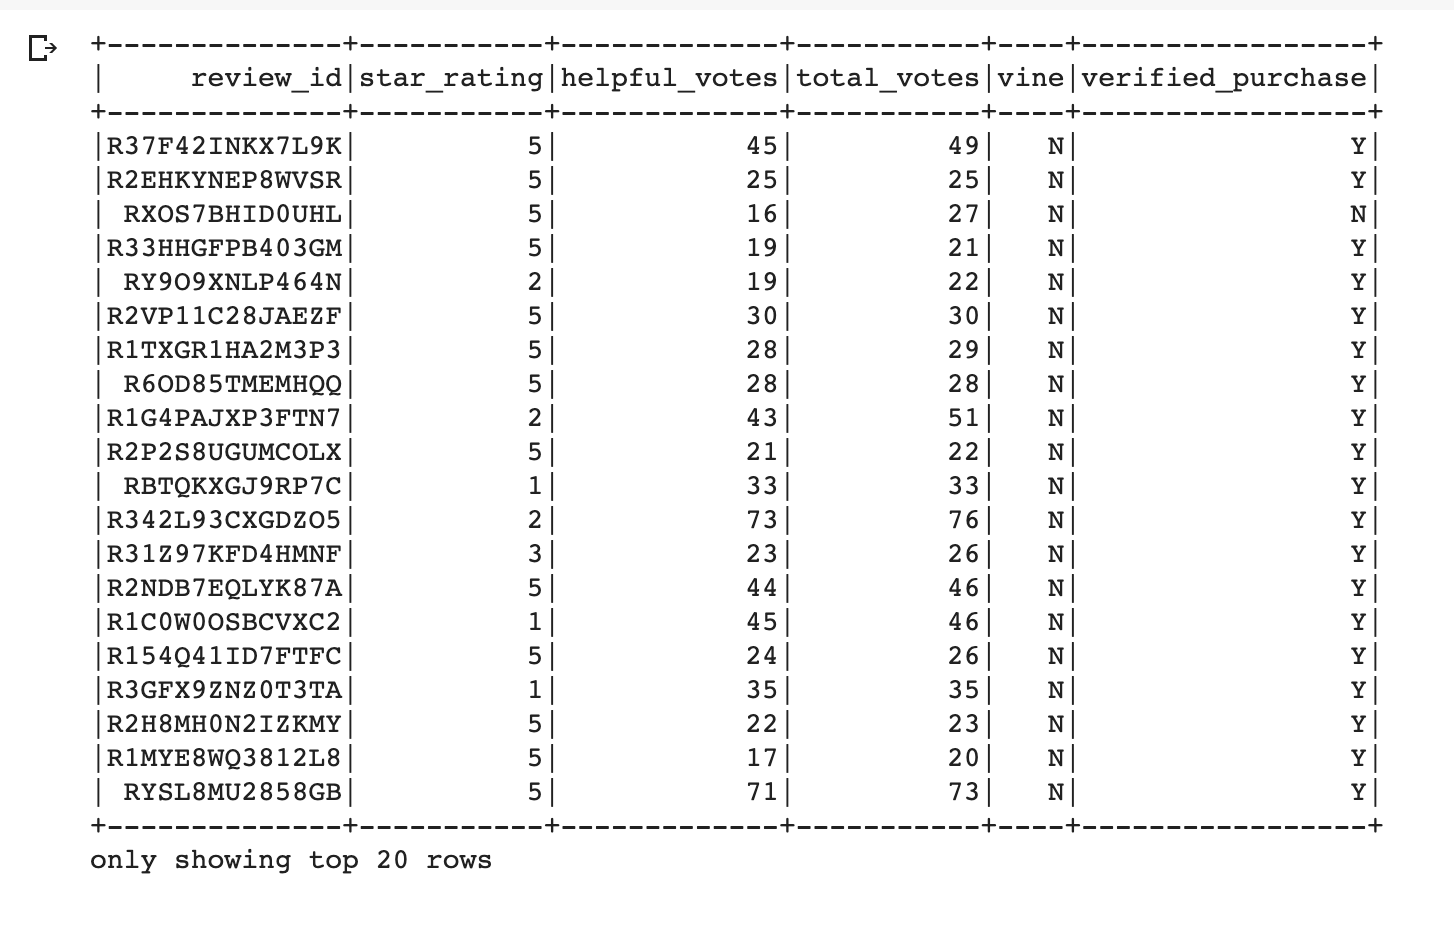 +--------------+-----------+-------------+-----------+----+-----------------+
|     review_id|star_rating|helpful_votes|total_votes|vine|verified_purchase|
+--------------+-----------+-------------+-----------+----+-----------------+
|R37F42INKX7L9K|          5|           45|         49|   N|                Y|
|R2EHKYNEP8WVSR|          5|           25|         25|   N|                Y|
| RXOS7BHID0UHL|          5|           16|         27|   N|                N|
|R33HHGFPB403GM|          5|           19|         21|   N|                Y|
| RY9O9XNLP464N|          2|           19|         22|   N|                Y|
|R2VP11C28JAEZF|          5|           30|         30|   N|                Y|
|R1TXGR1HA2M3P3|          5|           28|         29|   N|                Y|
| R6OD85TMEMHQQ|          5|           28|         28|   N|                Y|
|R1G4PAJXP3FTN7|          2|           43|         51|   N|                Y|
|R2P2S8UGUMCOLX|          5|           21|         22|   N|                Y|
| RBTQKXGJ9RP7C|          1|           33|         33|   N|                Y|
|R342L93CXGDZO5|          2|           73|         76|   N|                Y|
|R31Z97KFD4HMNF|          3|           23|         26|   N|                Y|
|R2NDB7EQLYK87A|          5|           44|         46|   N|                Y|
|R1C0W0OSBCVXC2|          1|           45|         46|   N|                Y|
|R154Q41ID7FTFC|          5|           24|         26|   N|                Y|
|R3GFX9ZNZ0T3TA|          1|           35|         35|   N|                Y|
|R2H8MH0N2IZKMY|          5|           22|         23|   N|                Y|
|R1MYE8WQ3812L8|          5|           17|         20|   N|                Y|
| RYSL8MU2858GB|          5|           71|         73|   N|                Y|
+--------------+-----------+-------------+-----------+----+-----------------+
only showing top 20 rows